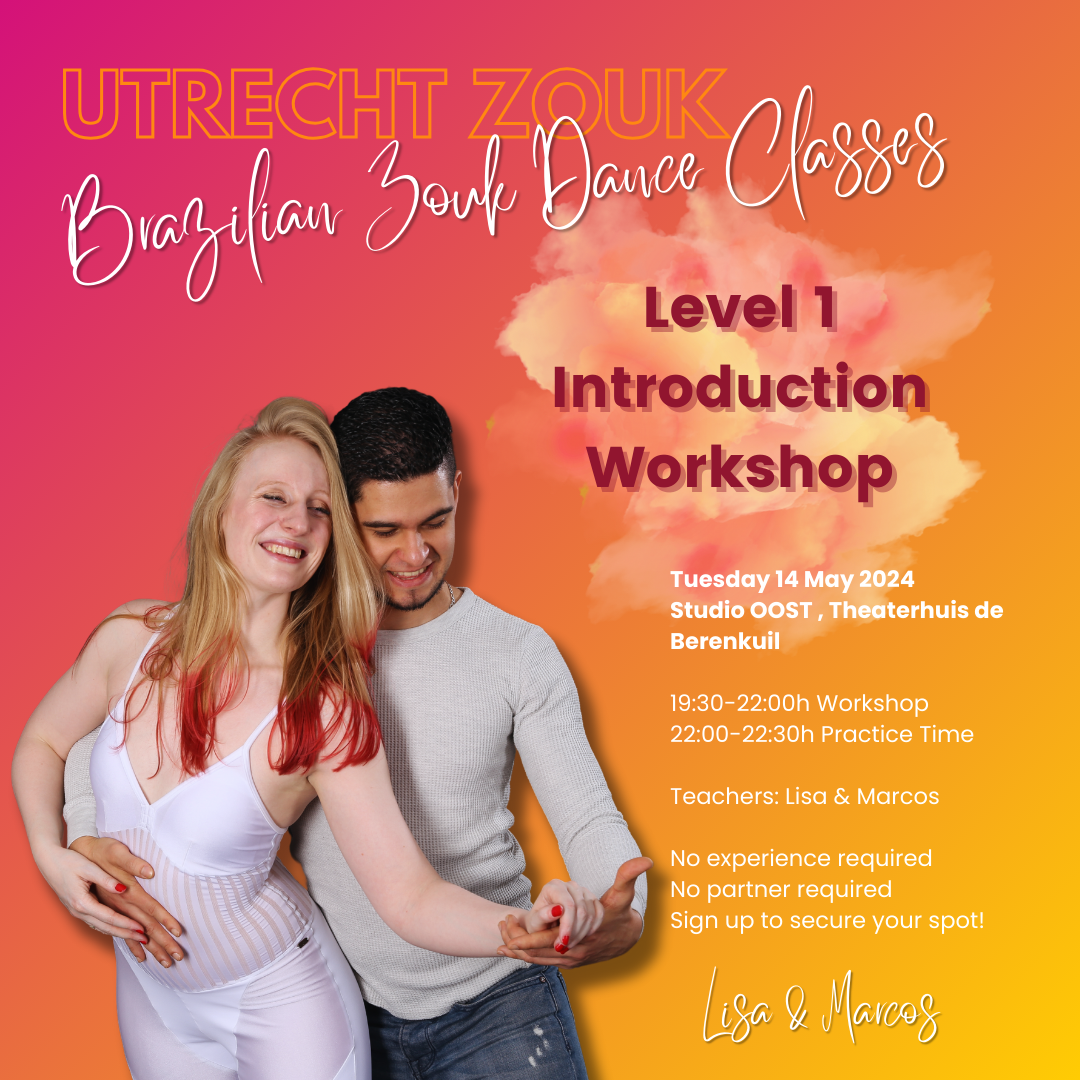 UTRECHT ZOUK
Brazilian Zouk Dance Classes
Level 1
Introduction
Workshop
Tuesday 14 May 2024
Studio OOST , Theaterhuis de
Berenkuil
19:30-22:00h Workshop
22:00-22:30h Practice Time
Teachers: Lisa & Marcos
No experience required
No partner required
Sign up to secure your spot!
Lisa & Marcos